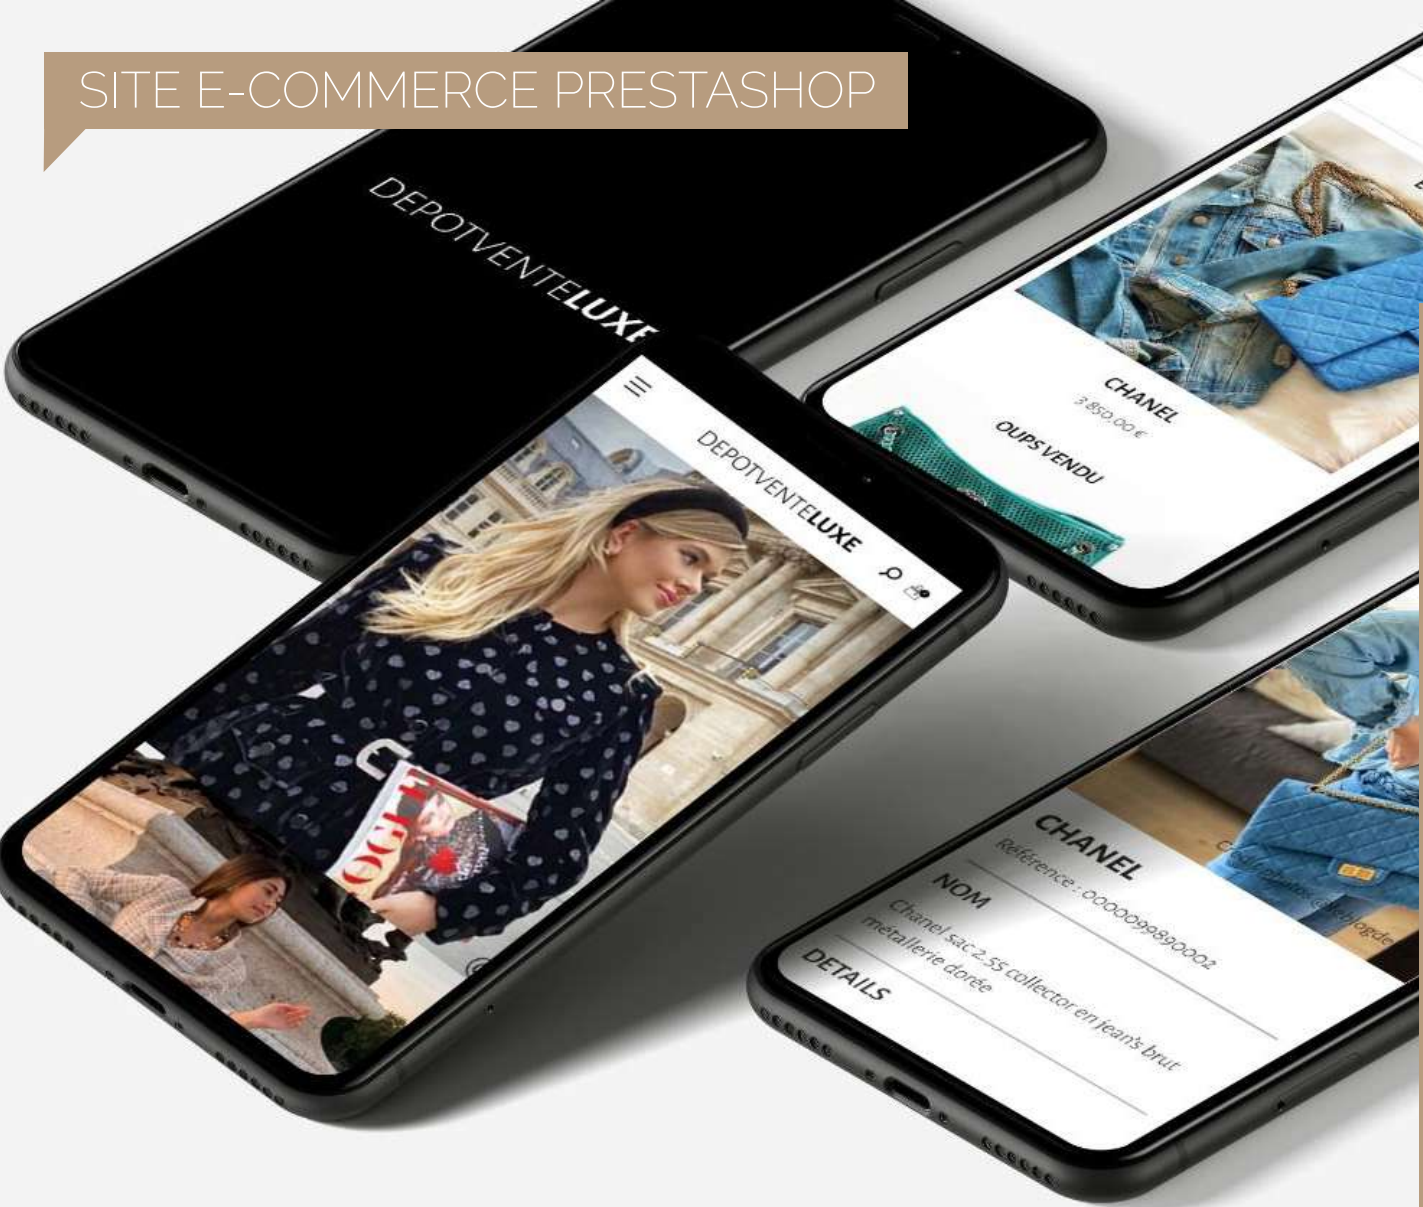 SITE E-COMMERCE PRESTASHOP
DEPOTVENTELUXE
DEPOTVENTELUXE
OGUE
CHANEL
3 850,00 €
OUPS VENDU
CHANEL
Référence : 0000099890002
NOM
Chanel sac 2.55 collector en jean's brut
métallerie dorée
DETAILS